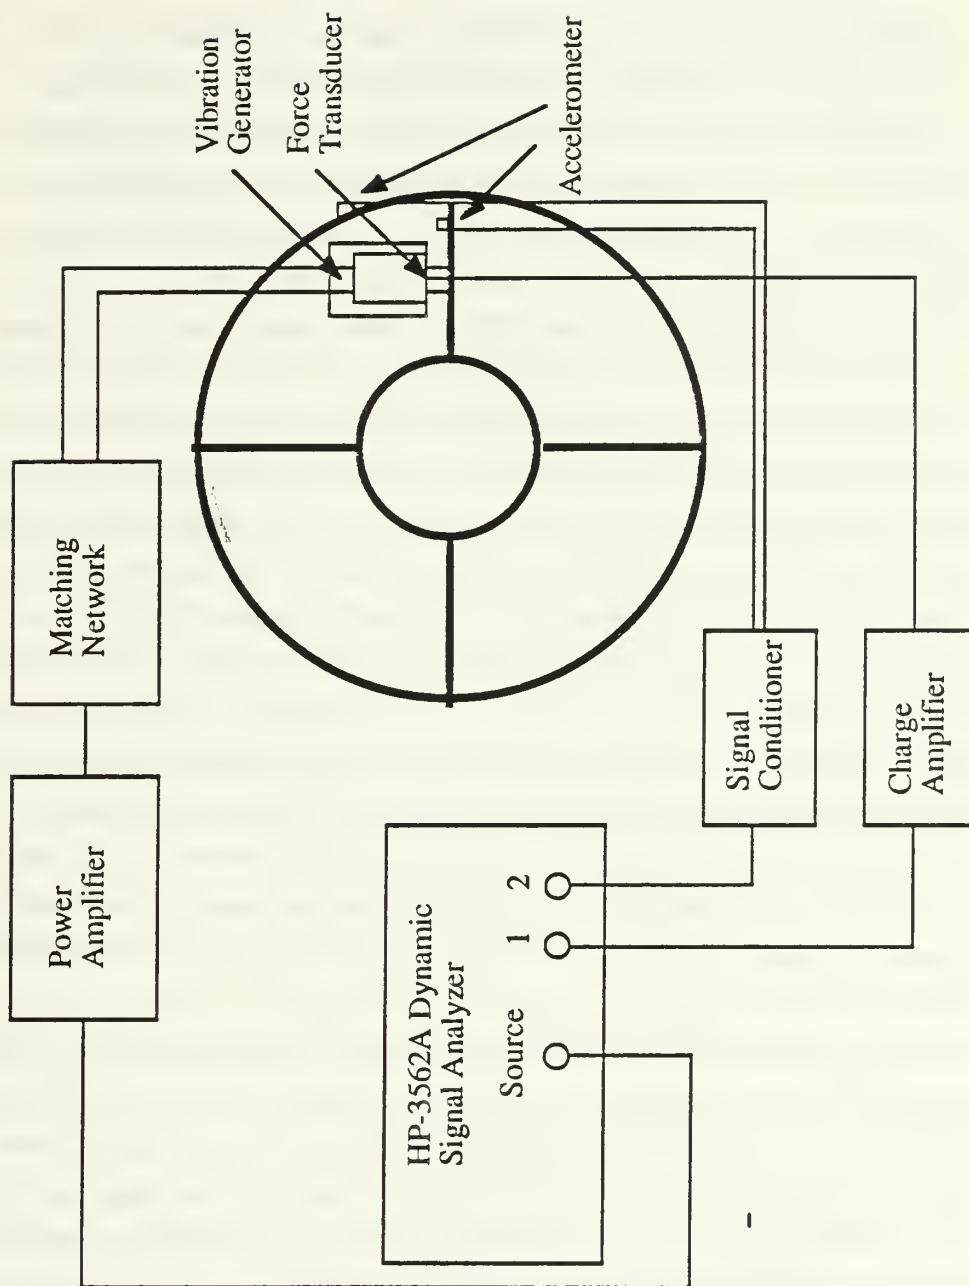 Power
Amplifier
Matching
Network
Vibration
Generator
Force
Transducer
Accelerometer
HP-3562A Dynamic
Signal Analyzer
Source
1
2
Signal
Conditioner
Charge
Amplifier